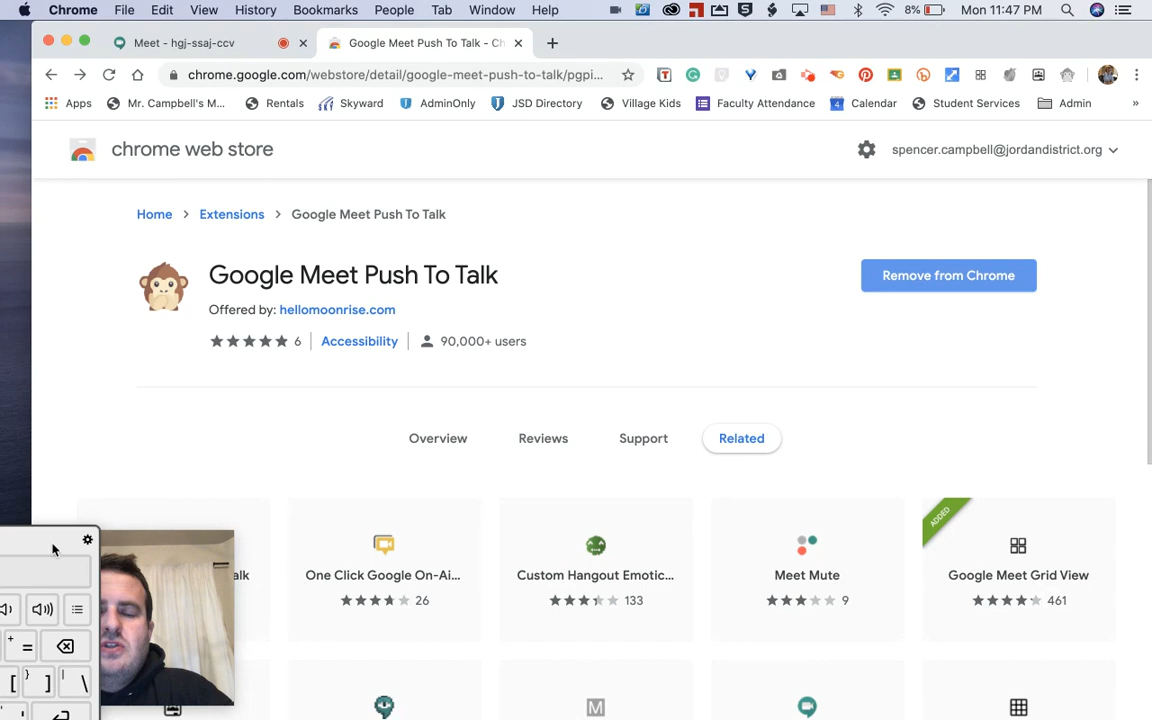 Chrome File Edit View History Bookmarks People Tab Window Help 8% Mon 11:47 PM
Meet - hgj-ssaj-ccv Google Meet Push To Talk - Ch
chrome.google.com/webstore/detail/google-meet-push-to-talk/pgpi...
Apps Mr. Campbell's M... Rentals Skyward AdminOnly JSD Directory Village Kids Faculty Attendance 4 Calendar Student Services Admin »
chrome web store spencer.campbell@jordandistrict.org
Home > Extensions > Google Meet Push To Talk
Google Meet Push To Talk
Remove from Chrome
Offered by: hellomoonrise.com
6 Accessibility 90,000+ users
Overview Reviews Support Related
ADDED
alk One Click Google On-Ai... Custom Hangout Emotic... Meet Mute Google Meet Grid View
26 133 9 461
+ =
[ } ] | \
M